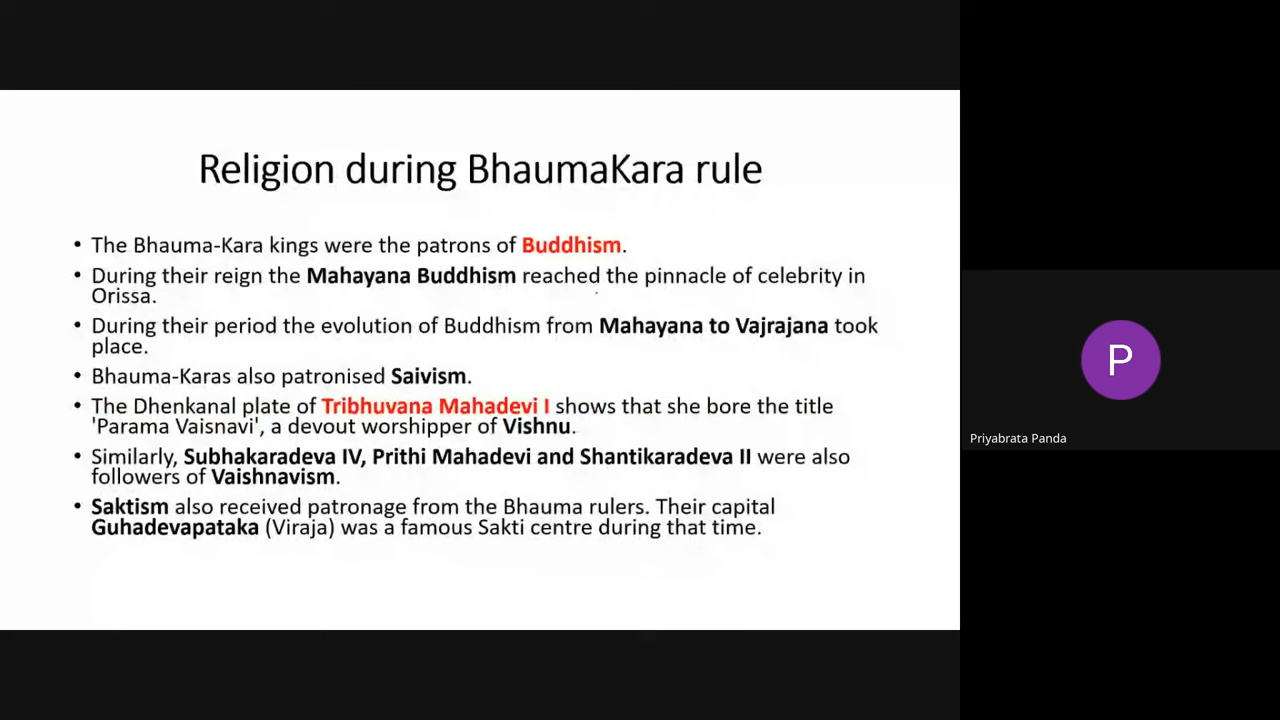 Religion during BhaumaKara rule
• The Bhauma-Kara kings were the patrons of Buddhism.
• During their reign the Mahayana Buddhism reached the pinnacle of celebrity in
Orissa.
• During their period the evolution of Buddhism from Mahayana to Vajrajana took
place.
• Bhauma-Karas also patronised Saivism.
• The Dhenkanal plate of Tribhuvana Mahadevi I shows that she bore the title
'Parama Vaisnavi', a devout worshipper of Vishnu.
• Similarly, Subhakaradeva IV, Prithi Mahadevi and Shantikaradeva II were also
followers of Vaishnavism.
• Saktism also received patronage from the Bhauma rulers. Their capital
Guhadevapataka (Viraja) was a famous Sakti centre during that time.
P
Priyabrata Panda